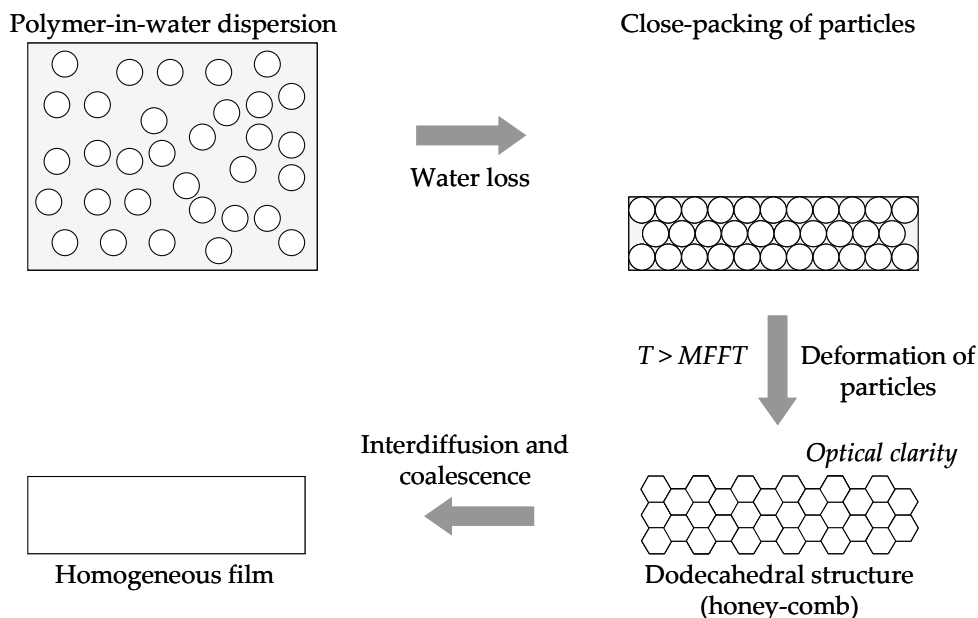 Polymer-in-water dispersion
Close-packing of particles
Water loss
T > MFFT
Deformation of
particles
Optical clarity
Interdiffusion and
coalescence
Homogeneous film
Dodecahedral structure
(honey-comb)